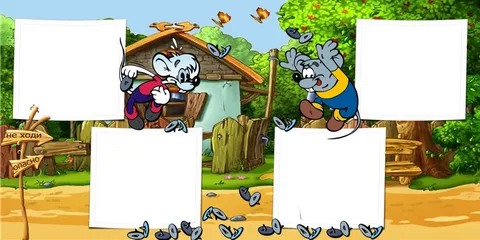 не ходи
опасно